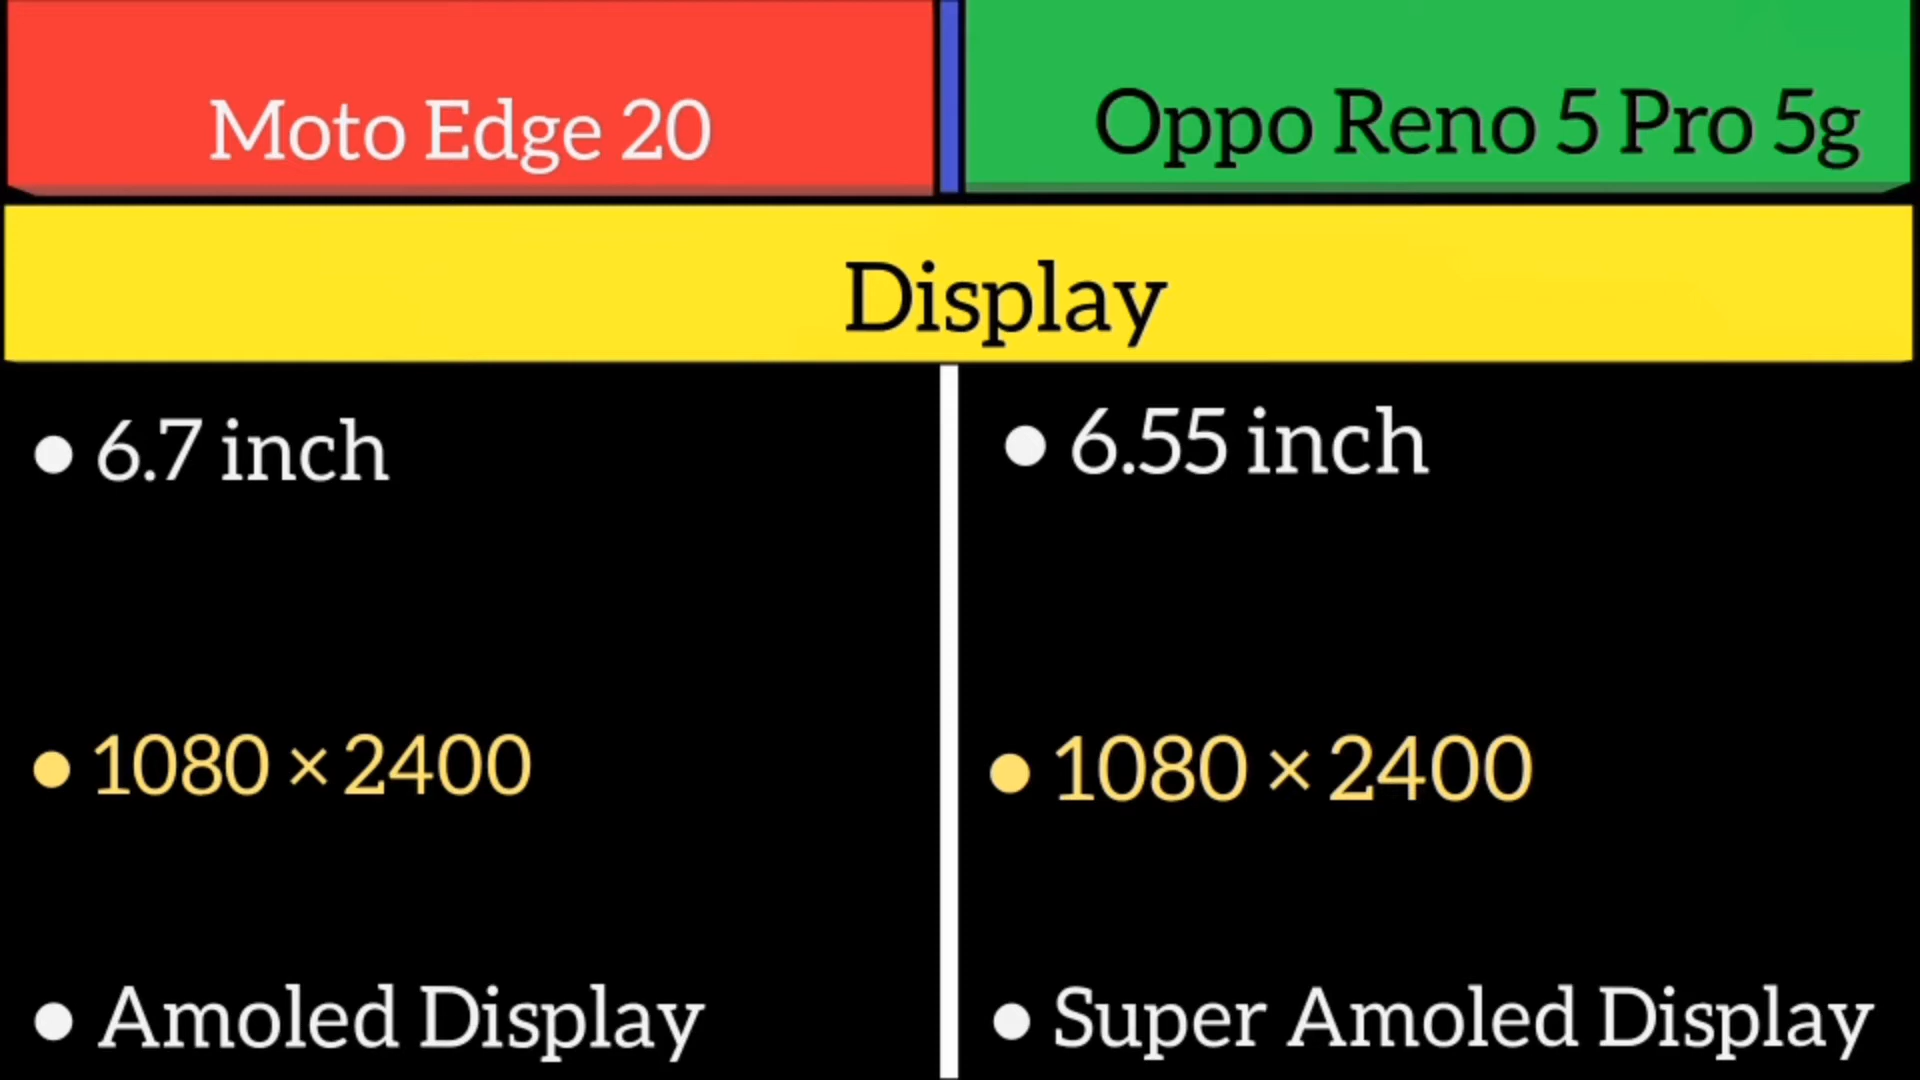 Moto Edge 20
Oppo Reno 5 Pro 5g
Display
● 6.7 inch
● 6.55 inch
● 1080 × 2400
● 1080 × 2400
● Amoled Display
● Super Amoled Display